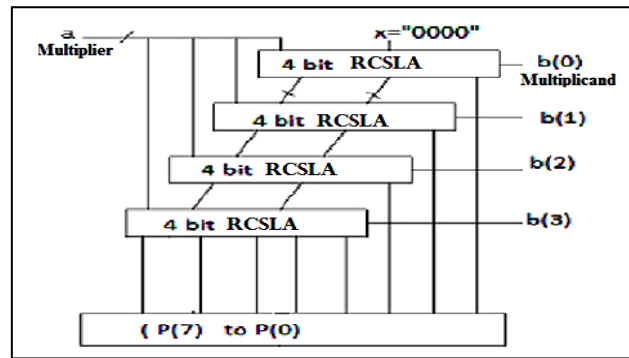 a
Multiplier
x="0000"
4 bit RCSLA
b(0)
Multiplicand
4 bit RCSLA
b(1)
4 bit RCSLA
b(2)
4 bit RCSLA
b(3)
( P(7) to P(0)